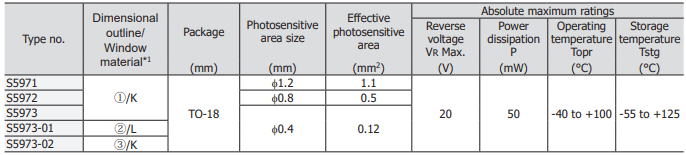 Type no.
Dimensional
outline/
Window
material*1
Package
(mm)
Photosensitive
area size
(mm)
Effective
photosensitive
area
(mm2)
Absolute maximum ratings
Reverse
voltage
VR Max.
(V)
Power
dissipation
P
(mW)
Operating
temperature
Topr
(°C)
Storage
temperature
Tstg
(°C)
S5971
S5972
S5973
S5973-01
S5973-02
①/K
②/L
③/K
TO-18
ϕ1.2
ϕ0.8
ϕ0.4
1.1
0.5
0.12
20
50
-40 to +100
-55 to +125